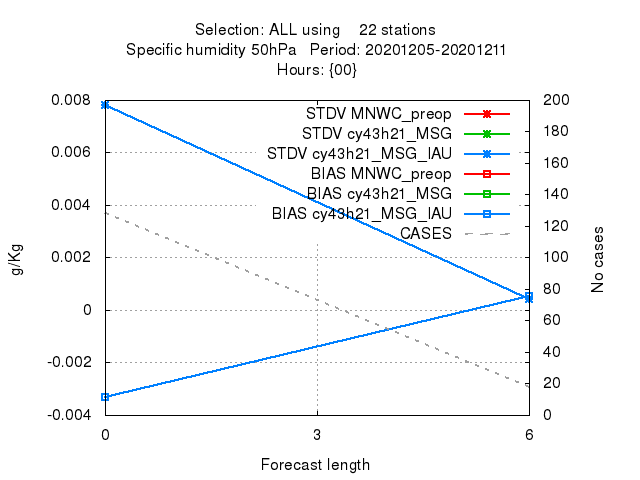 Selection: ALL using 22 stations
Specific humidity 50hPa Period: 20201205-20201211
Hours: {00}
0.008
0.006
0.004
0.002
0
-0.002
-0.004
g/Kg
STDV MNWC_preop
STDV cy43h21_MSG
STDV cy43h21_MSG_IAU
BIAS MNWC_preop
BIAS cy43h21_MSG
BIAS cy43h21_MSG_IAU
CASES
200
180
160
140
120
100
80
60
40
20
0
No cases
0 3 6
Forecast length